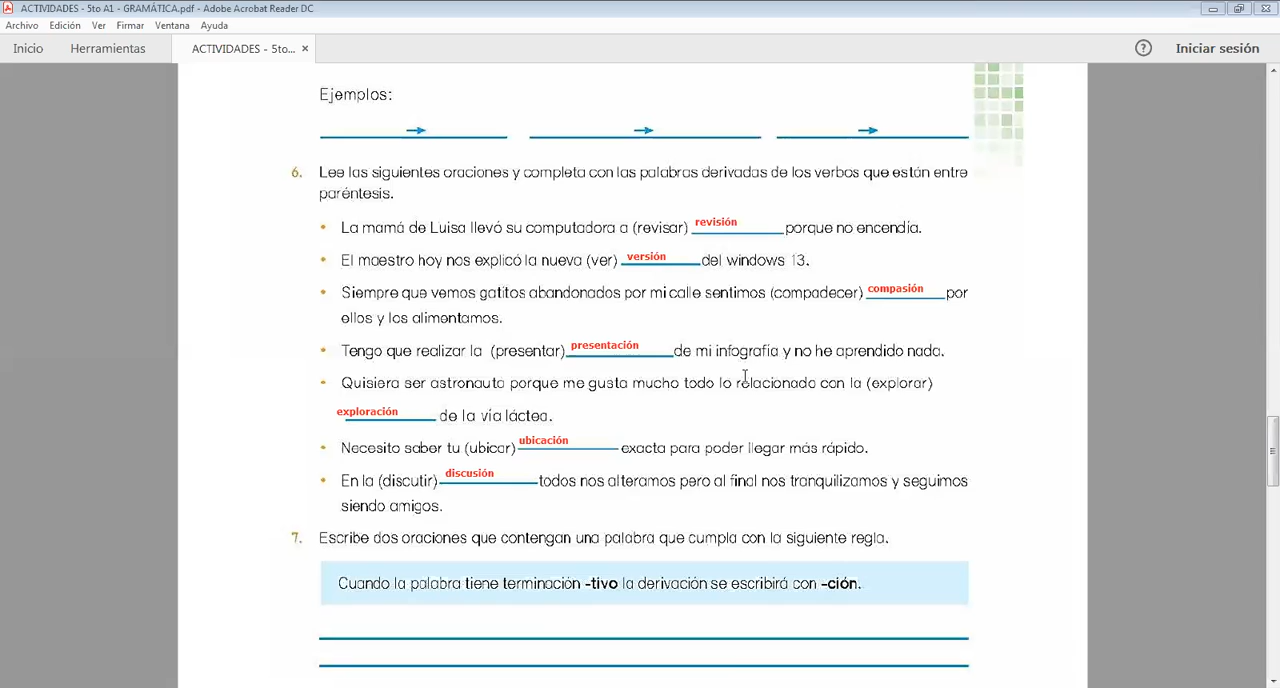 ACTIVIDADES - 5to A1 - GRAMÁTICA.pdf - Adobe Acrobat Reader DC
Archivo Edición Ver Firmar Ventana Ayuda
Inicio Herramientas ACTIVIDADES - 5to... × ? Iniciar sesión
Ejemplos:
6. Lee las siguientes oraciones y completa con las palabras derivadas de los verbos que están entre
paréntesis.
• La mamá de Luisa llevó su computadora a (revisar) revisión porque no encendía.
• El maestro hoy nos explicó la nueva (ver) versión del windows 13.
• Siempre que vemos gatitos abandonados por mi calle sentimos (compadecer) compasión por
ellos y los alimentamos.
• Tengo que realizar la (presentar) presentación de mi infografía y no he aprendido nada.
• Quisiera ser astronauta porque me gusta mucho todo lo relacionado con la (explorar)
exploración de la vía láctea.
• Necesito saber tu (ubicar) ubicación exacta para poder llegar más rápido.
• En la (discutir) discusión todos nos alteramos pero al final nos tranquilizamos y seguimos
siendo amigos.
7. Escribe dos oraciones que contengan una palabra que cumpla con la siguiente regla.
Cuando la palabra tiene terminación -tivo la derivación se escribirá con -ción.